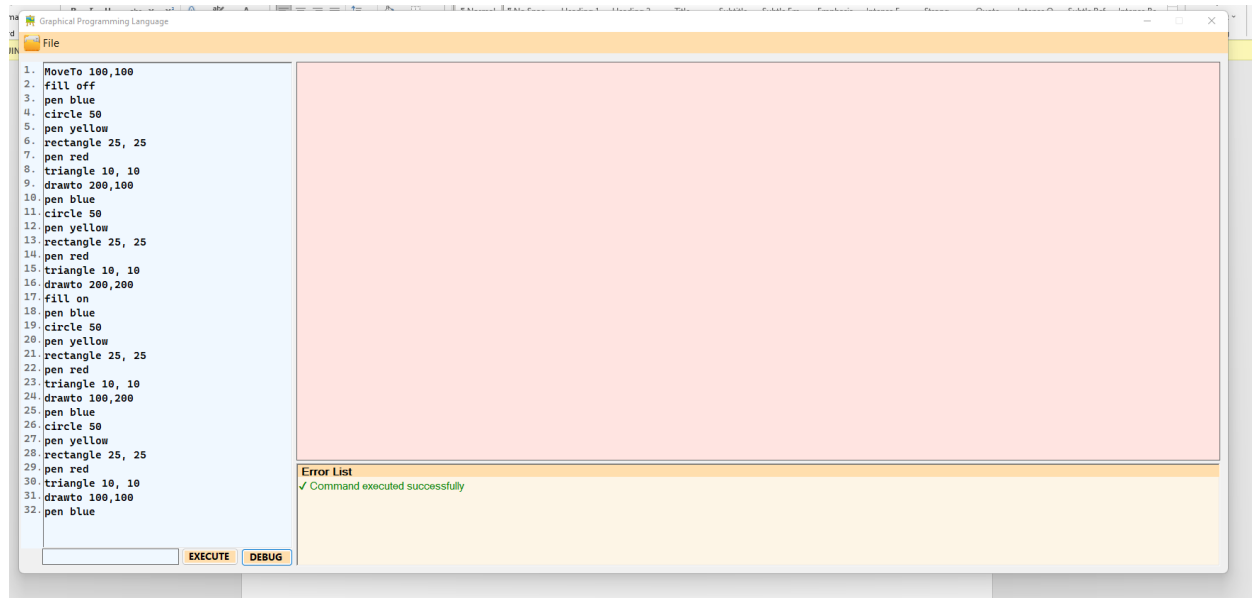 Graphical Programming Language
File
1. MoveTo 100,100
2. fill off
3. pen blue
4. circle 50
5. pen yellow
6. rectangle 25, 25
7. pen red
8. triangle 10, 10
9. drawto 200,100
10. pen blue
11. circle 50
12. pen yellow
13. rectangle 25, 25
14. pen red
15. triangle 10, 10
16. drawto 200,200
17. fill on
18. pen blue
19. circle 50
20. pen yellow
21. rectangle 25, 25
22. pen red
23. triangle 10, 10
24. drawto 100,200
25. pen blue
26. circle 50
27. pen yellow
28. rectangle 25, 25
29. pen red
30. triangle 10, 10
31. drawto 100,100
32. pen blue
EXECUTE DEBUG
Error List
✓ Command executed successfully